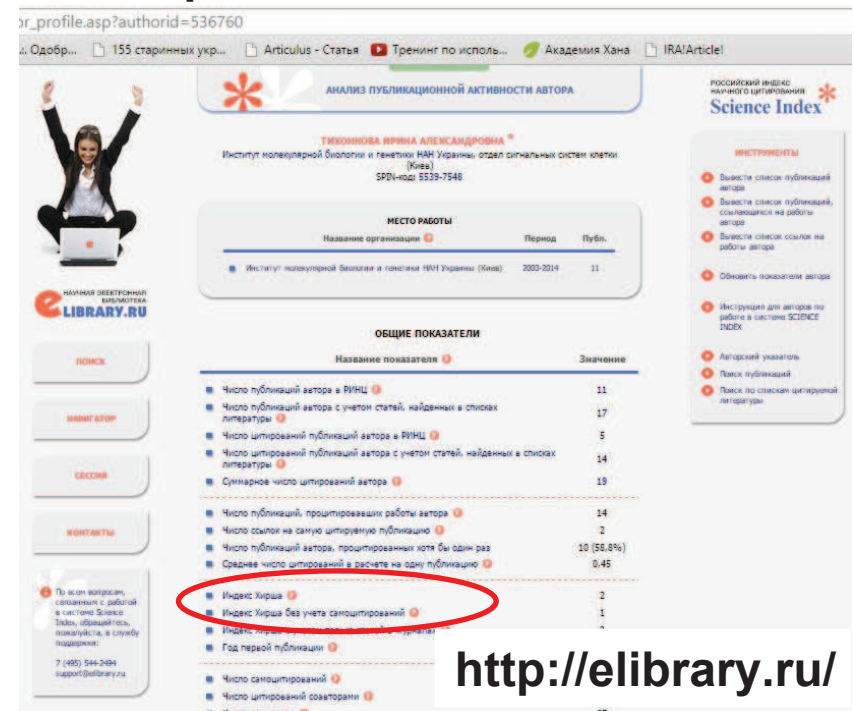 or_profile.asp?authorid=536760
Одобр...
155 старинных укр...
Articulus - Статья
Тренинг по исполь...
Академия Хана
IRA!Article!
АНАЛИЗ ПУБЛИКАЦИОННОЙ АКТИВНОСТИ АВТОРА
РОССИЙСКИЙ ИНДЕКС
НАУЧНОГО ЦИТИРОВАНИЯ
Science Index
ТИХОНКОВА ИРИНА АЛЕКСАНДРОВНА *
Институт молекулярной биологии и генетики НАН Украины, отдел сигнальных систем клетки
(Киев)
SPIN-код: 5539-7548
МЕСТО РАБОТЫ
Название организации Период Публ.
Институт молекулярной биологии и генетики НАН Украины (Киев) 2003-2014 11
НАУЧНАЯ ЭЛЕКТРОННАЯ
БИБЛИОТЕКА
eLIBRARY.RU
ПОИСК
НАВИГАТОР
СЕССИЯ
КОНТАКТЫ
По всем вопросам,
связанным с работой
в системе Science
Index, обращайтесь,
пожалуйста, в службу
поддержки:
7 (495) 544-2494
support@elibrary.ru
ОБЩИЕ ПОКАЗАТЕЛИ
Название показателя Значение
Число публикаций автора в РИНЦ 11
Число публикаций автора с учетом статей, найденных в списках
литературы 17
Число цитирований публикаций автора в РИНЦ 5
Число цитирований публикаций автора с учетом статей, найденных в списках
литературы 14
Суммарное число цитирований автора 19
Число публикаций, процитировавших работы автора 14
Число ссылок на самую цитируемую публикацию 2
Число публикаций автора, процитированных хотя бы один раз 10 (58,8%)
Среднее число цитирований в расчете на одну публикацию 0,45
Индекс Хирша 2
Индекс Хирша без учета самоцитирований 1
Индекс Хирша
Год первой публикации
Число самоцитирований
Число цитирований соавторами
ИНСТРУМЕНТЫ
Вывести список публикаций
автора
Вывести список публикаций,
ссылающихся на работы
автора
Вывести список ссылок на
работы автора
Обновить показатели автора
Инструкция для авторов по
работе в системе SCIENCE
INDEX
Авторский указатель
Поиск публикаций
Поиск по спискам цитируемой
литературы
http://elibrary.ru/